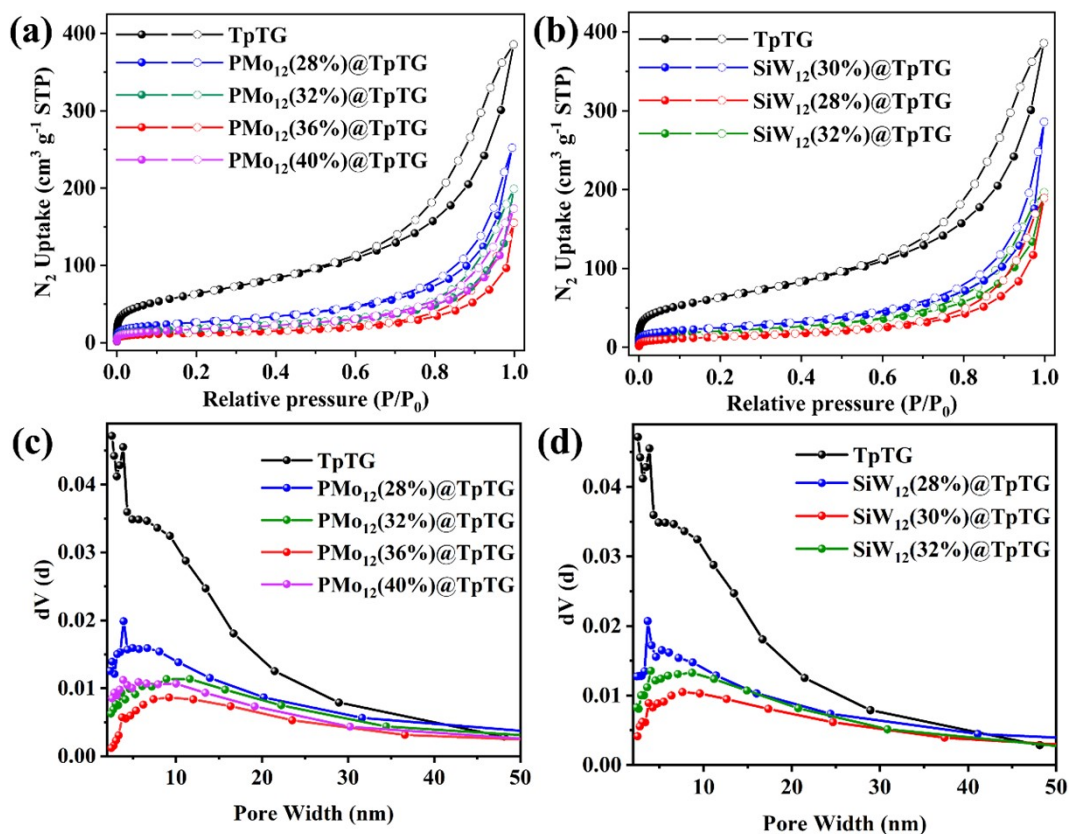 (a)
400
300
200
100
0
N₂ Uptake (cm³ g⁻¹ STP)
TpTG
PMo₁₂(28%)@TpTG
PMo₁₂(32%)@TpTG
PMo₁₂(36%)@TpTG
PMo₁₂(40%)@TpTG
0.0 0.2 0.4 0.6 0.8 1.0
Relative pressure (P/P₀)
(b)
400
300
200
100
0
N₂ Uptake (cm³ g⁻¹ STP)
TpTG
SiW₁₂(30%)@TpTG
SiW₁₂(28%)@TpTG
SiW₁₂(32%)@TpTG
0.0 0.2 0.4 0.6 0.8 1.0
Relative pressure (P/P₀)
(c)
0.04
0.03
0.02
0.01
0.00
dV (d)
TpTG
PMo₁₂(28%)@TpTG
PMo₁₂(32%)@TpTG
PMo₁₂(36%)@TpTG
PMo₁₂(40%)@TpTG
10 20 30 40 50
Pore Width (nm)
(d)
0.04
0.03
0.02
0.01
0.00
dV (d)
TpTG
SiW₁₂(28%)@TpTG
SiW₁₂(30%)@TpTG
SiW₁₂(32%)@TpTG
0 10 20 30 40 50
Pore Width (nm)